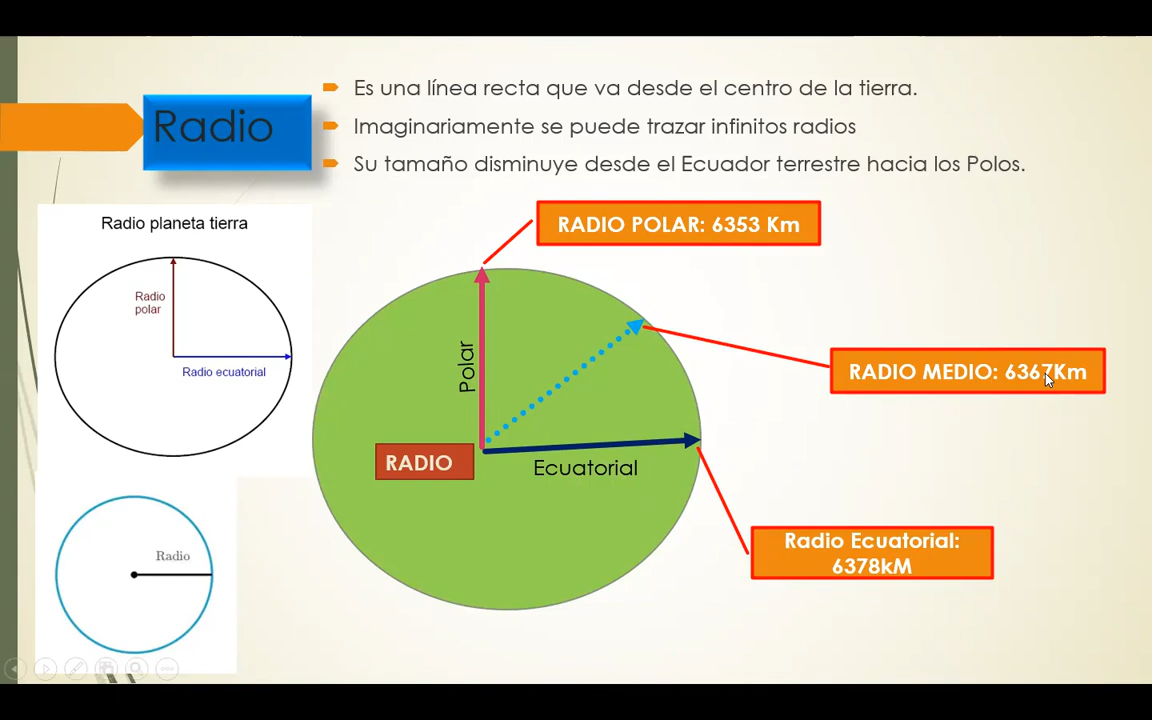 Radio
Es una línea recta que va desde el centro de la tierra.
Imaginariamente se puede trazar infinitos radios
Su tamaño disminuye desde el Ecuador terrestre hacia los Polos.
Radio planeta tierra
Radio
polar
Radio ecuatorial
Radio
RADIO POLAR: 6353 Km
Polar
RADIO MEDIO: 6367Km
RADIO
Ecuatorial
Radio Ecuatorial:
6378kM